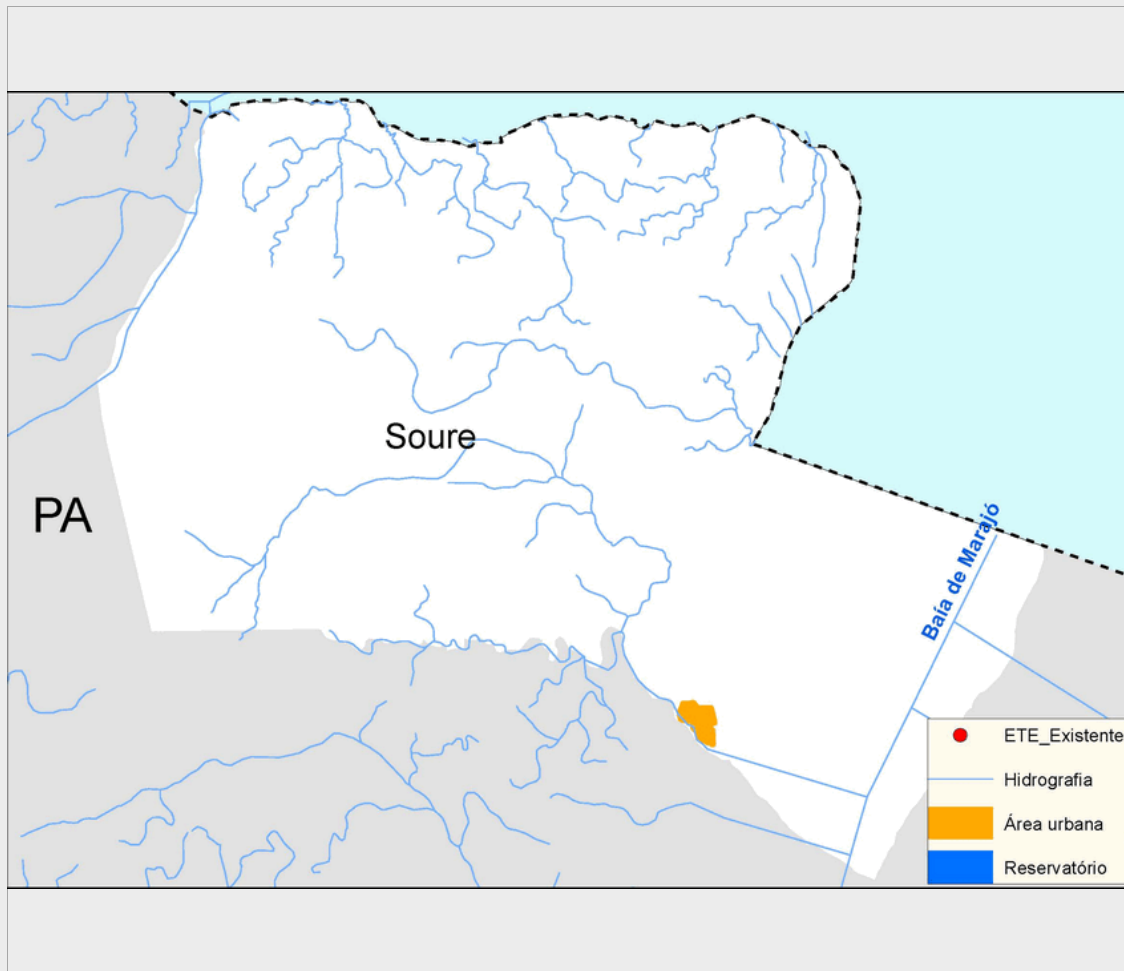 Soure
PA
Baía de Marajó
ETE_Existente
Hidrografia
Área urbana
Reservatório